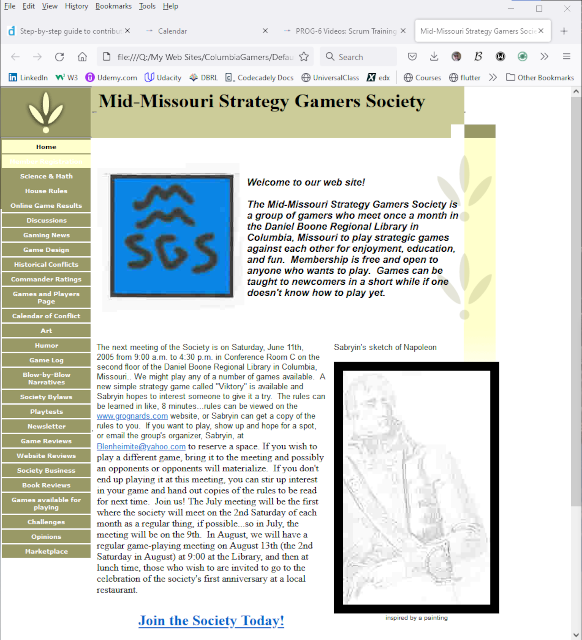 File Edit View History Bookmarks Tools Help
Step-by-step guide to contribut
Calendar
PROG-6 Videos: Scrum Training
Mid-Missouri Strategy Gamers Soci
file:///Q:/My Web Sites/ColumbiaGamers/Defau
Search
LinkedIn W3 Udemy.com Udacity DBRL C, Codecadely Docs UniversalClass edx Courses flutter Other Bookmarks
Mid-Missouri Strategy Gamers Society
Home
Science & Math
House Rules
Online Game Results
Discussions
Gaming News
Game Design
Historical Conflicts
Commander Ratings
Games and Players
Page
Calendar of Conflict
Art
Humor
Game Log
Blow-by-Blow
Narratives
Society Bylaws
Playtests
Newsletter
Game Reviews
Website Reviews
Society Business
Book Reviews
Games available for
playing
Challenges
Opinions
Marketplace
MM
SGS
Welcome to our web site!
The Mid-Missouri Strategy Gamers Society is
a group of gamers who meet once a month in
the Daniel Boone Regional Library in
Columbia, Missouri to play strategic games
against each other for enjoyment, education,
and fun. Membership is free and open to
anyone who wants to play. Games can be
taught to newcomers in a short while if one
doesn't know how to play yet.
The next meeting of the Society is on Saturday, June 11th,
2005 from 9:00 a.m. to 4:30 p.m. in Conference Room C on the
second floor of the Daniel Boone Regional Library in Columbia,
Missouri. We might play any of a number of games available. A
new simple strategy game called "Viktory" is available and
Sabryin hopes to interest someone to give it a try. The rules can
be learned in like, 8 minutes...rules can be viewed on the
www.grognards.com website, or Sabryin can get a copy of the
rules to you. If you want to play, show up and hope for a spot,
or email the group's organizer, Sabryin, at
Blenheimite@yahoo.com to reserve a space. If you wish to
play a different game, bring it to the meeting and possibly
an opponents or opponents will materialize. If you don't
end up playing it at this meeting, you can stir up interest
in your game and hand out copies of the rules to be read
for next time. Join us! The July meeting will be the first
where the society will meet on the 2nd Saturday of each
month as a regular thing, if possible...so in July, the
meeting will be on the 9th. In August, we will have a
regular game-playing meeting on August 13th (the 2nd
Saturday in August) at 9:00 at the Library, and then at
lunch time, those who wish to are invited to go to the
celebration of the society's first anniversary at a local
restaurant.
Sabryin's sketch of Napoleon
inspired by a painting
Join the Society Today!